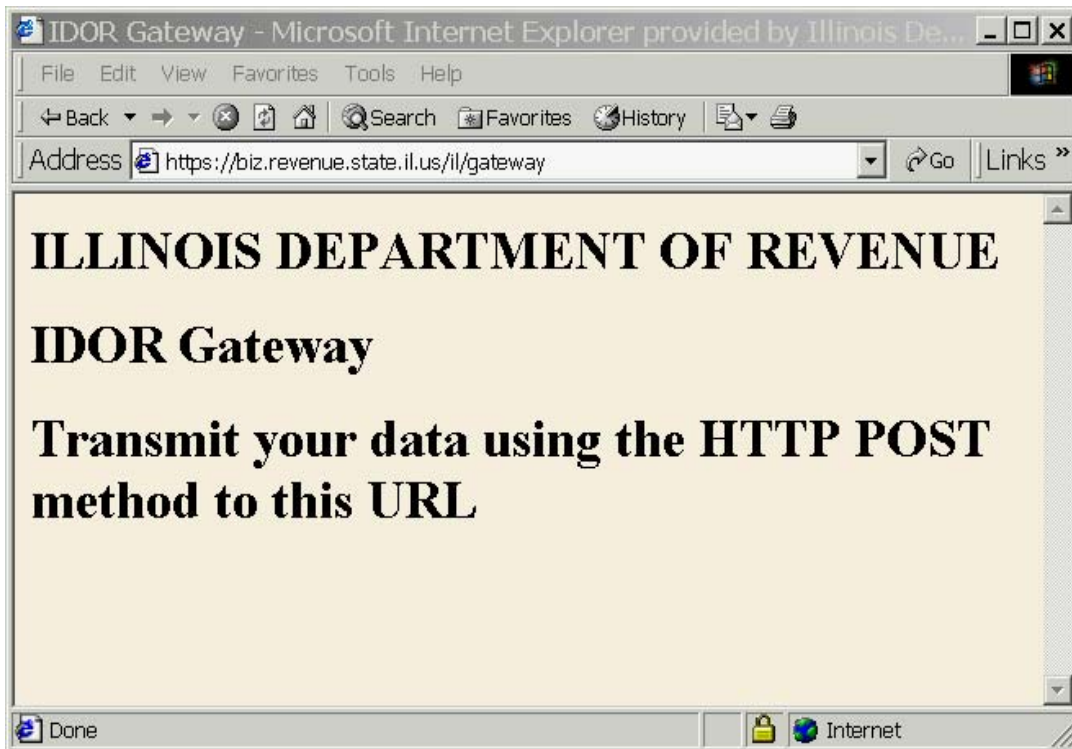 IDOR Gateway - Microsoft Internet Explorer provided by Illinois De...
File Edit View Favorites Tools Help
Back Search Favorites History
Address https://biz.revenue.state.il.us/il/gateway Go Links »
ILLINOIS DEPARTMENT OF REVENUE
IDOR Gateway
Transmit your data using the HTTP POST
method to this URL
Done Internet